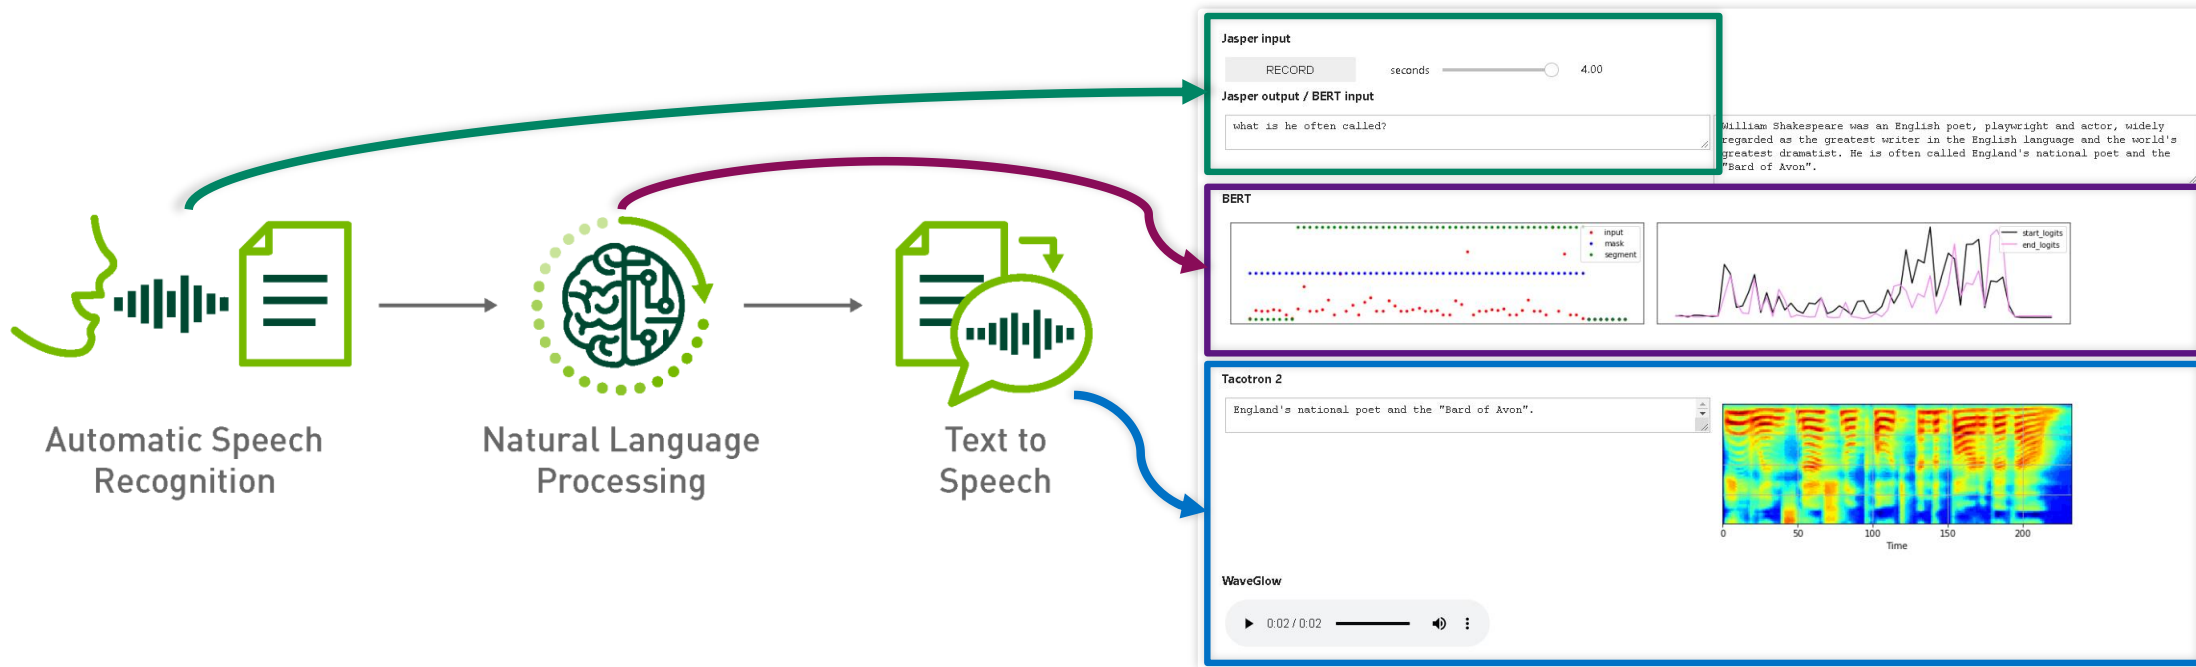 Automatic Speech
Recognition
Natural Language
Processing
Text to
Speech
Jasper input
RECORD
seconds
4.00
Jasper output / BERT input
what is he often called?
William Shakespeare was an English poet, playwright and actor, widely
regarded as the greatest writer in the English language and the world's
greatest dramatist. He is often called England's national poet and the
"Bard of Avon".
BERT
input
mask
segment
start_logits
end_logits
Tacotron 2
England's national poet and the "Bard of Avon".
0 50 100 150 200
Time
WaveGlow
0:02 / 0:02